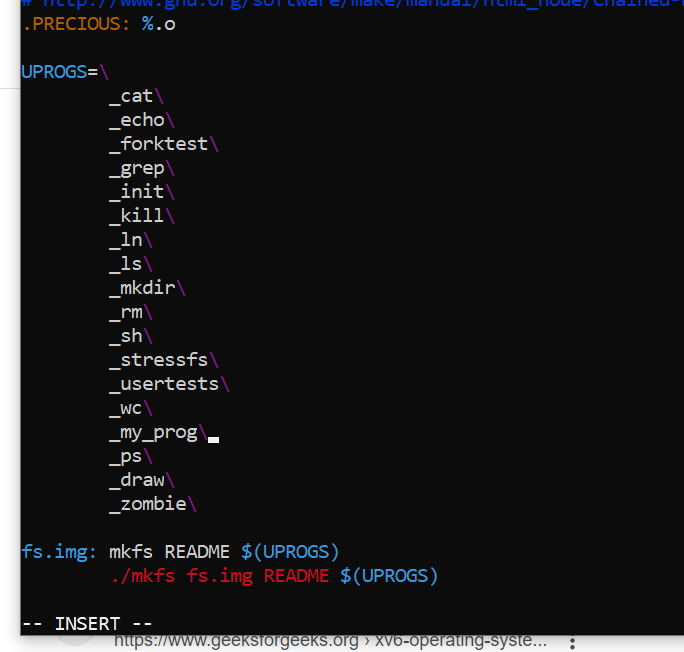 # http://www.gnu.org/software/make/manual/html_node/Chained-
.PRECIOUS: %.o
UPROGS=\
_cat\
_echo\
_forktest\
_grep\
_init\
_kill\
_ln\
_ls\
_mkdir\
_rm\
_sh\
_stressfs\
_usertests\
_wc\
_my_prog\
_ps\
_draw\
_zombie\
fs.img: mkfs README $(UPROGS)
./mkfs fs.img README $(UPROGS)
-- INSERT --
https://www.geeksforgeeks.org › xv6-operating-syste...